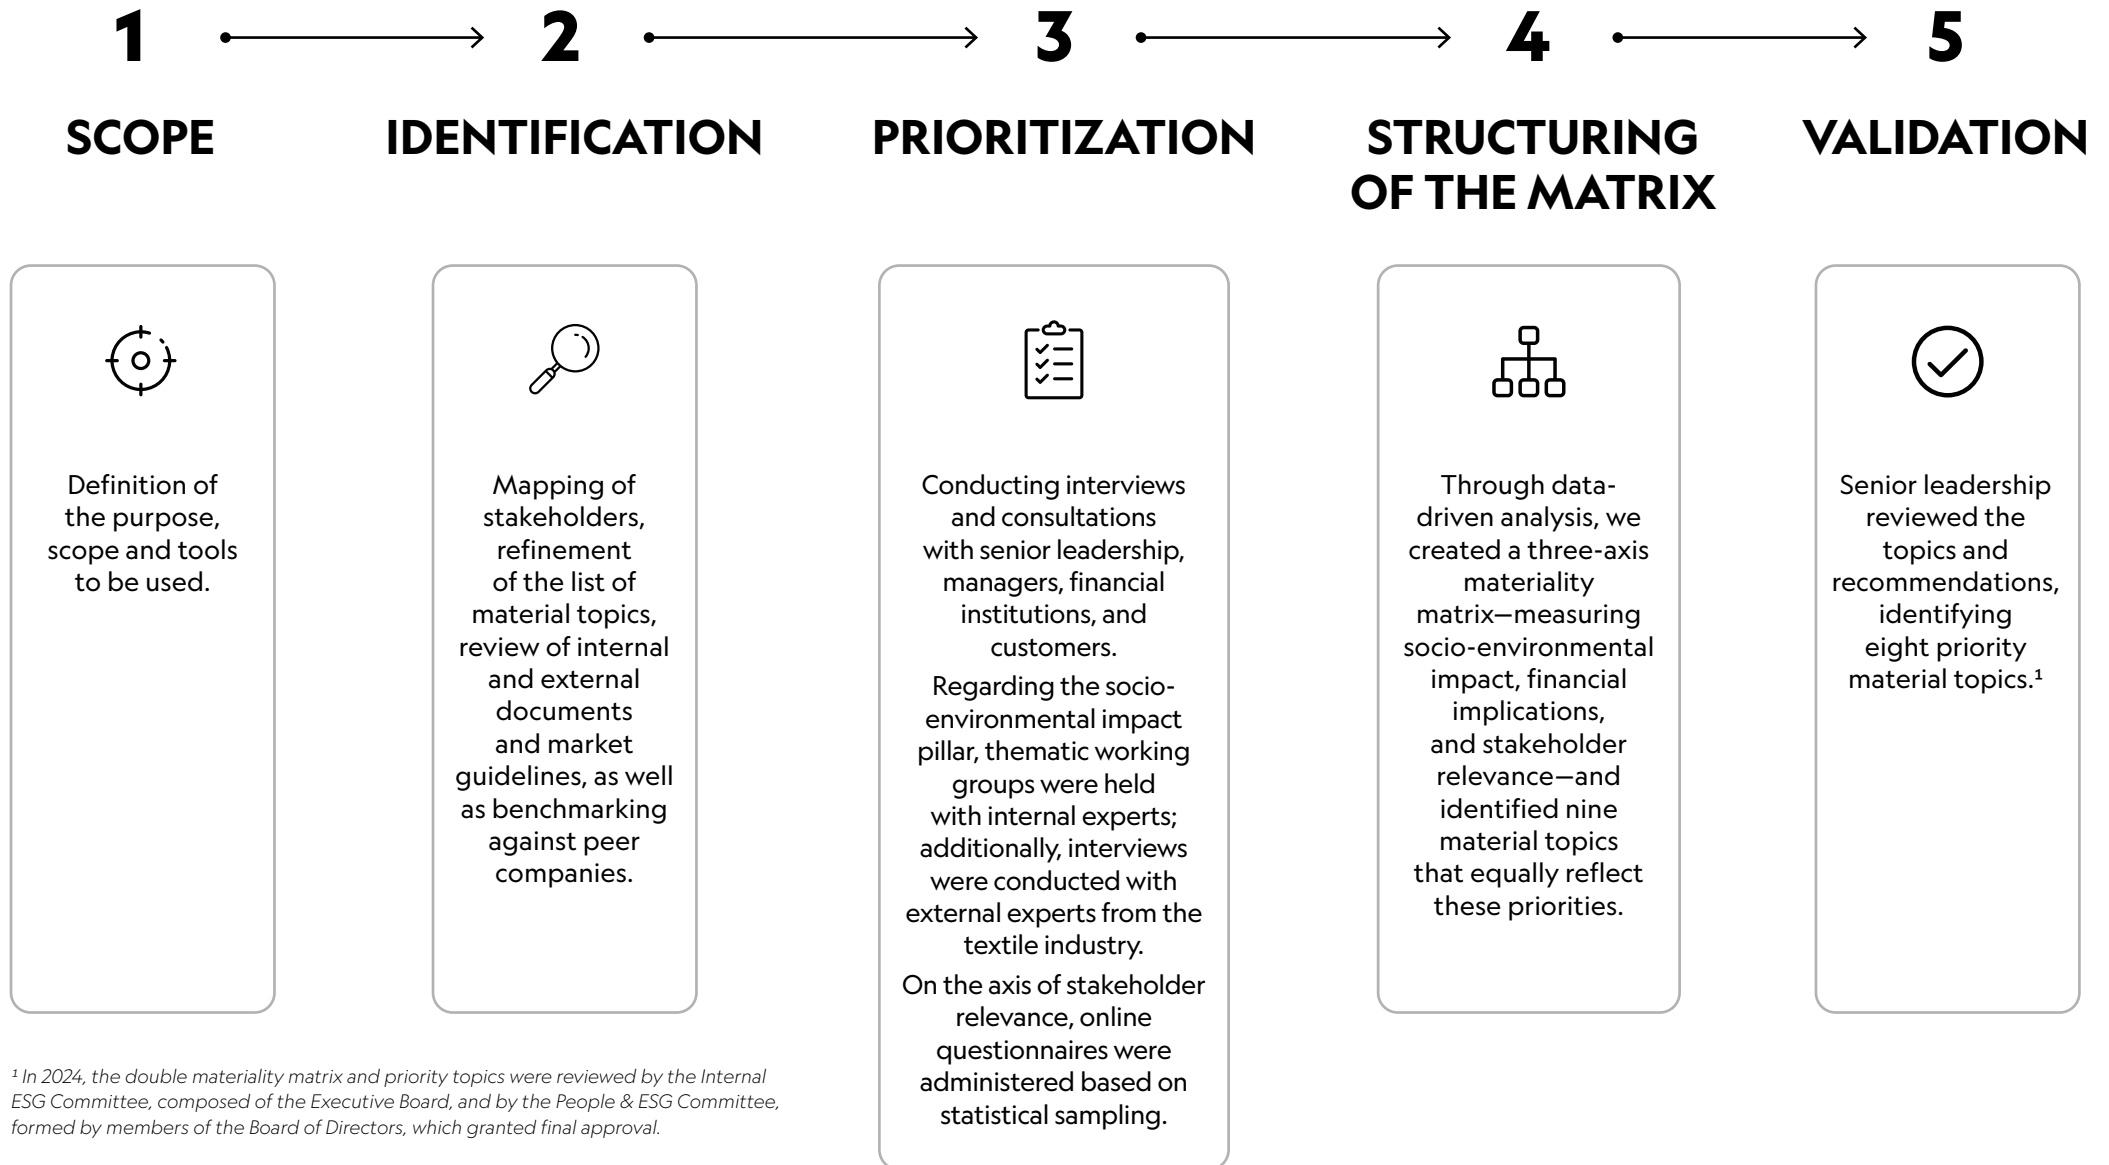 1
SCOPE
Definition of
the purpose,
scope and tools
to be used.
2
IDENTIFICATION
Mapping of
stakeholders,
refinement
of the list of
material topics,
review of internal
and external
documents
and market
guidelines, as well
as benchmarking
against peer
companies.
3
PRIORITIZATION
Conducting interviews
and consultations
with senior leadership,
managers, financial
institutions, and
customers.
Regarding the socio-
environmental impact
pillar, thematic working
groups were held
with internal experts;
additionally, interviews
were conducted with
external experts from the
textile industry.
On the axis of stakeholder
relevance, online
questionnaires were
administered based on
statistical sampling.
4
STRUCTURING
OF THE MATRIX
Through data-
driven analysis, we
created a three-axis
materiality
matrix—measuring
socio-environmental
impact, financial
implications,
and stakeholder
relevance—and
identified nine
material topics
that equally reflect
these priorities.
5
VALIDATION
Senior leadership
reviewed the
topics and
recommendations,
identifying
eight priority
material topics.¹
¹ In 2024, the double materiality matrix and priority topics were reviewed by the Internal
ESG Committee, composed of the Executive Board, and by the People & ESG Committee,
formed by members of the Board of Directors, which granted final approval.